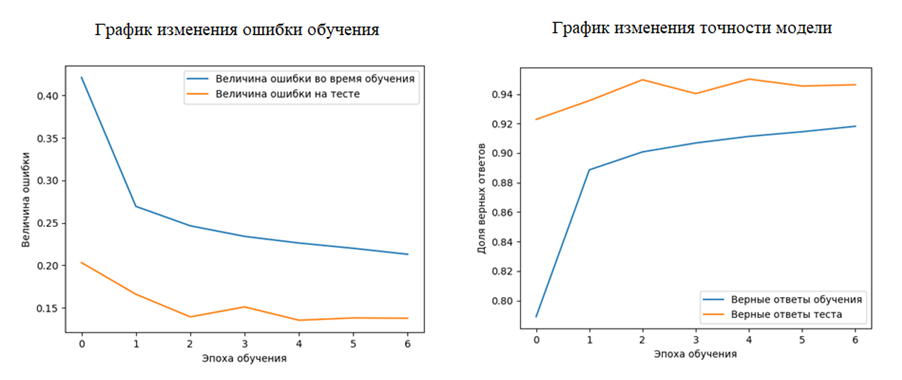 График изменения ошибки обучения
Величина ошибки во время обучения
Величина ошибки на тесте
0.40
0.35
0.30
0.25
0.20
0.15
Величина ошибки
0 1 2 3 4 5 6
Эпоха обучения
График изменения точности модели
0.94
0.92
0.90
0.88
0.86
0.84
0.82
0.80
Доля верных ответов
Верные ответы обучения
Верные ответы теста
0 1 2 3 4 5 6
Эпоха обучения